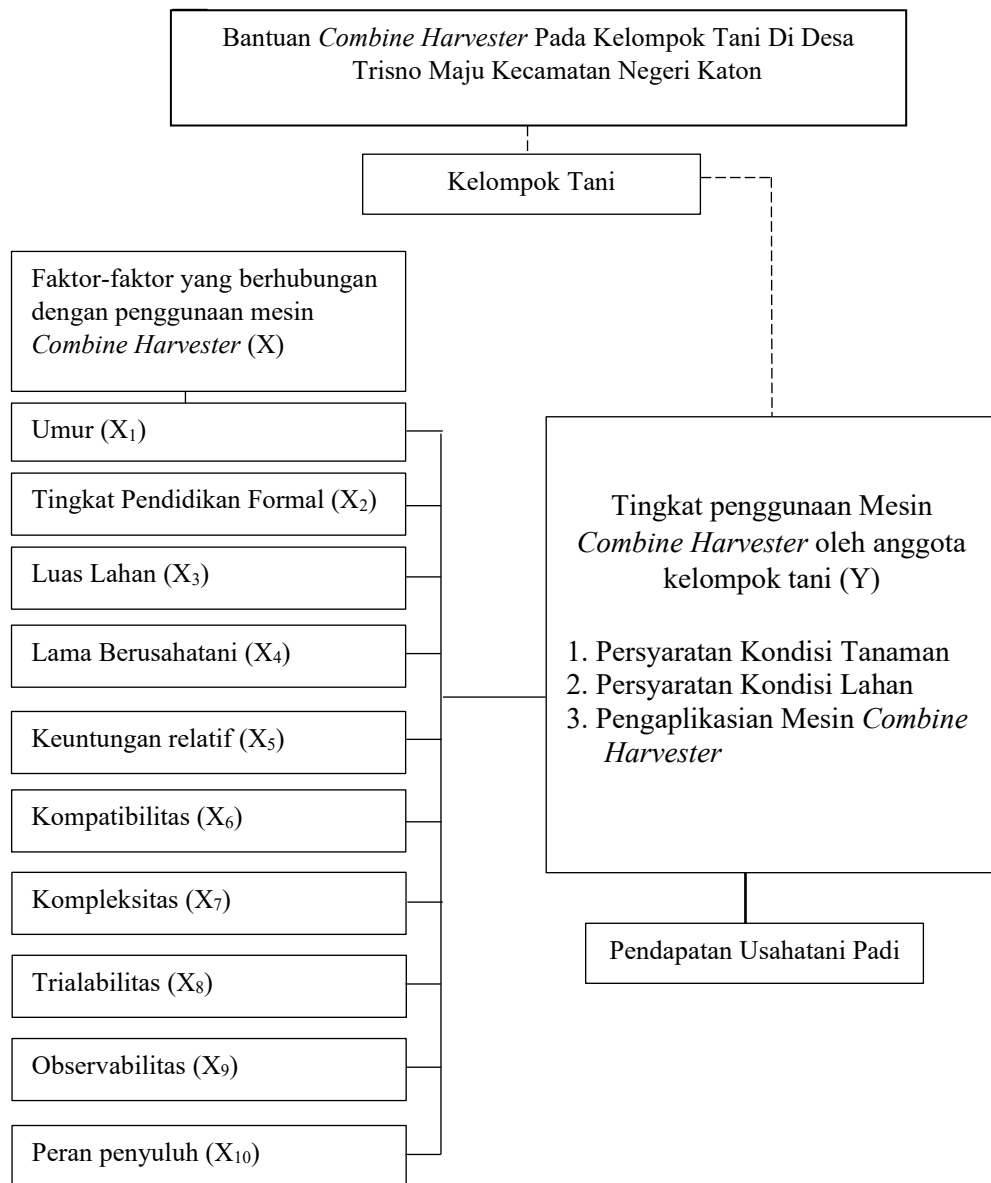 Bantuan Combine Harvester Pada Kelompok Tani Di Desa
Trisno Maju Kecamatan Negeri Katon
Kelompok Tani
Faktor-faktor yang berhubungan
dengan penggunaan mesin
Combine Harvester (X)
Umur (X₁)
Tingkat Pendidikan Formal (X₂)
Luas Lahan (X₃)
Lama Berusahatani (X₄)
Keuntungan relatif (X₅)
Kompatibilitas (X₆)
Kompleksitas (X₇)
Trialabilitas (X₈)
Observabilitas (X₉)
Peran penyuluh (X₁₀)
Tingkat penggunaan Mesin
Combine Harvester oleh anggota
kelompok tani (Y)
1. Persyaratan Kondisi Tanaman
2. Persyaratan Kondisi Lahan
3. Pengaplikasian Mesin Combine
Harvester
Pendapatan Usahatani Padi